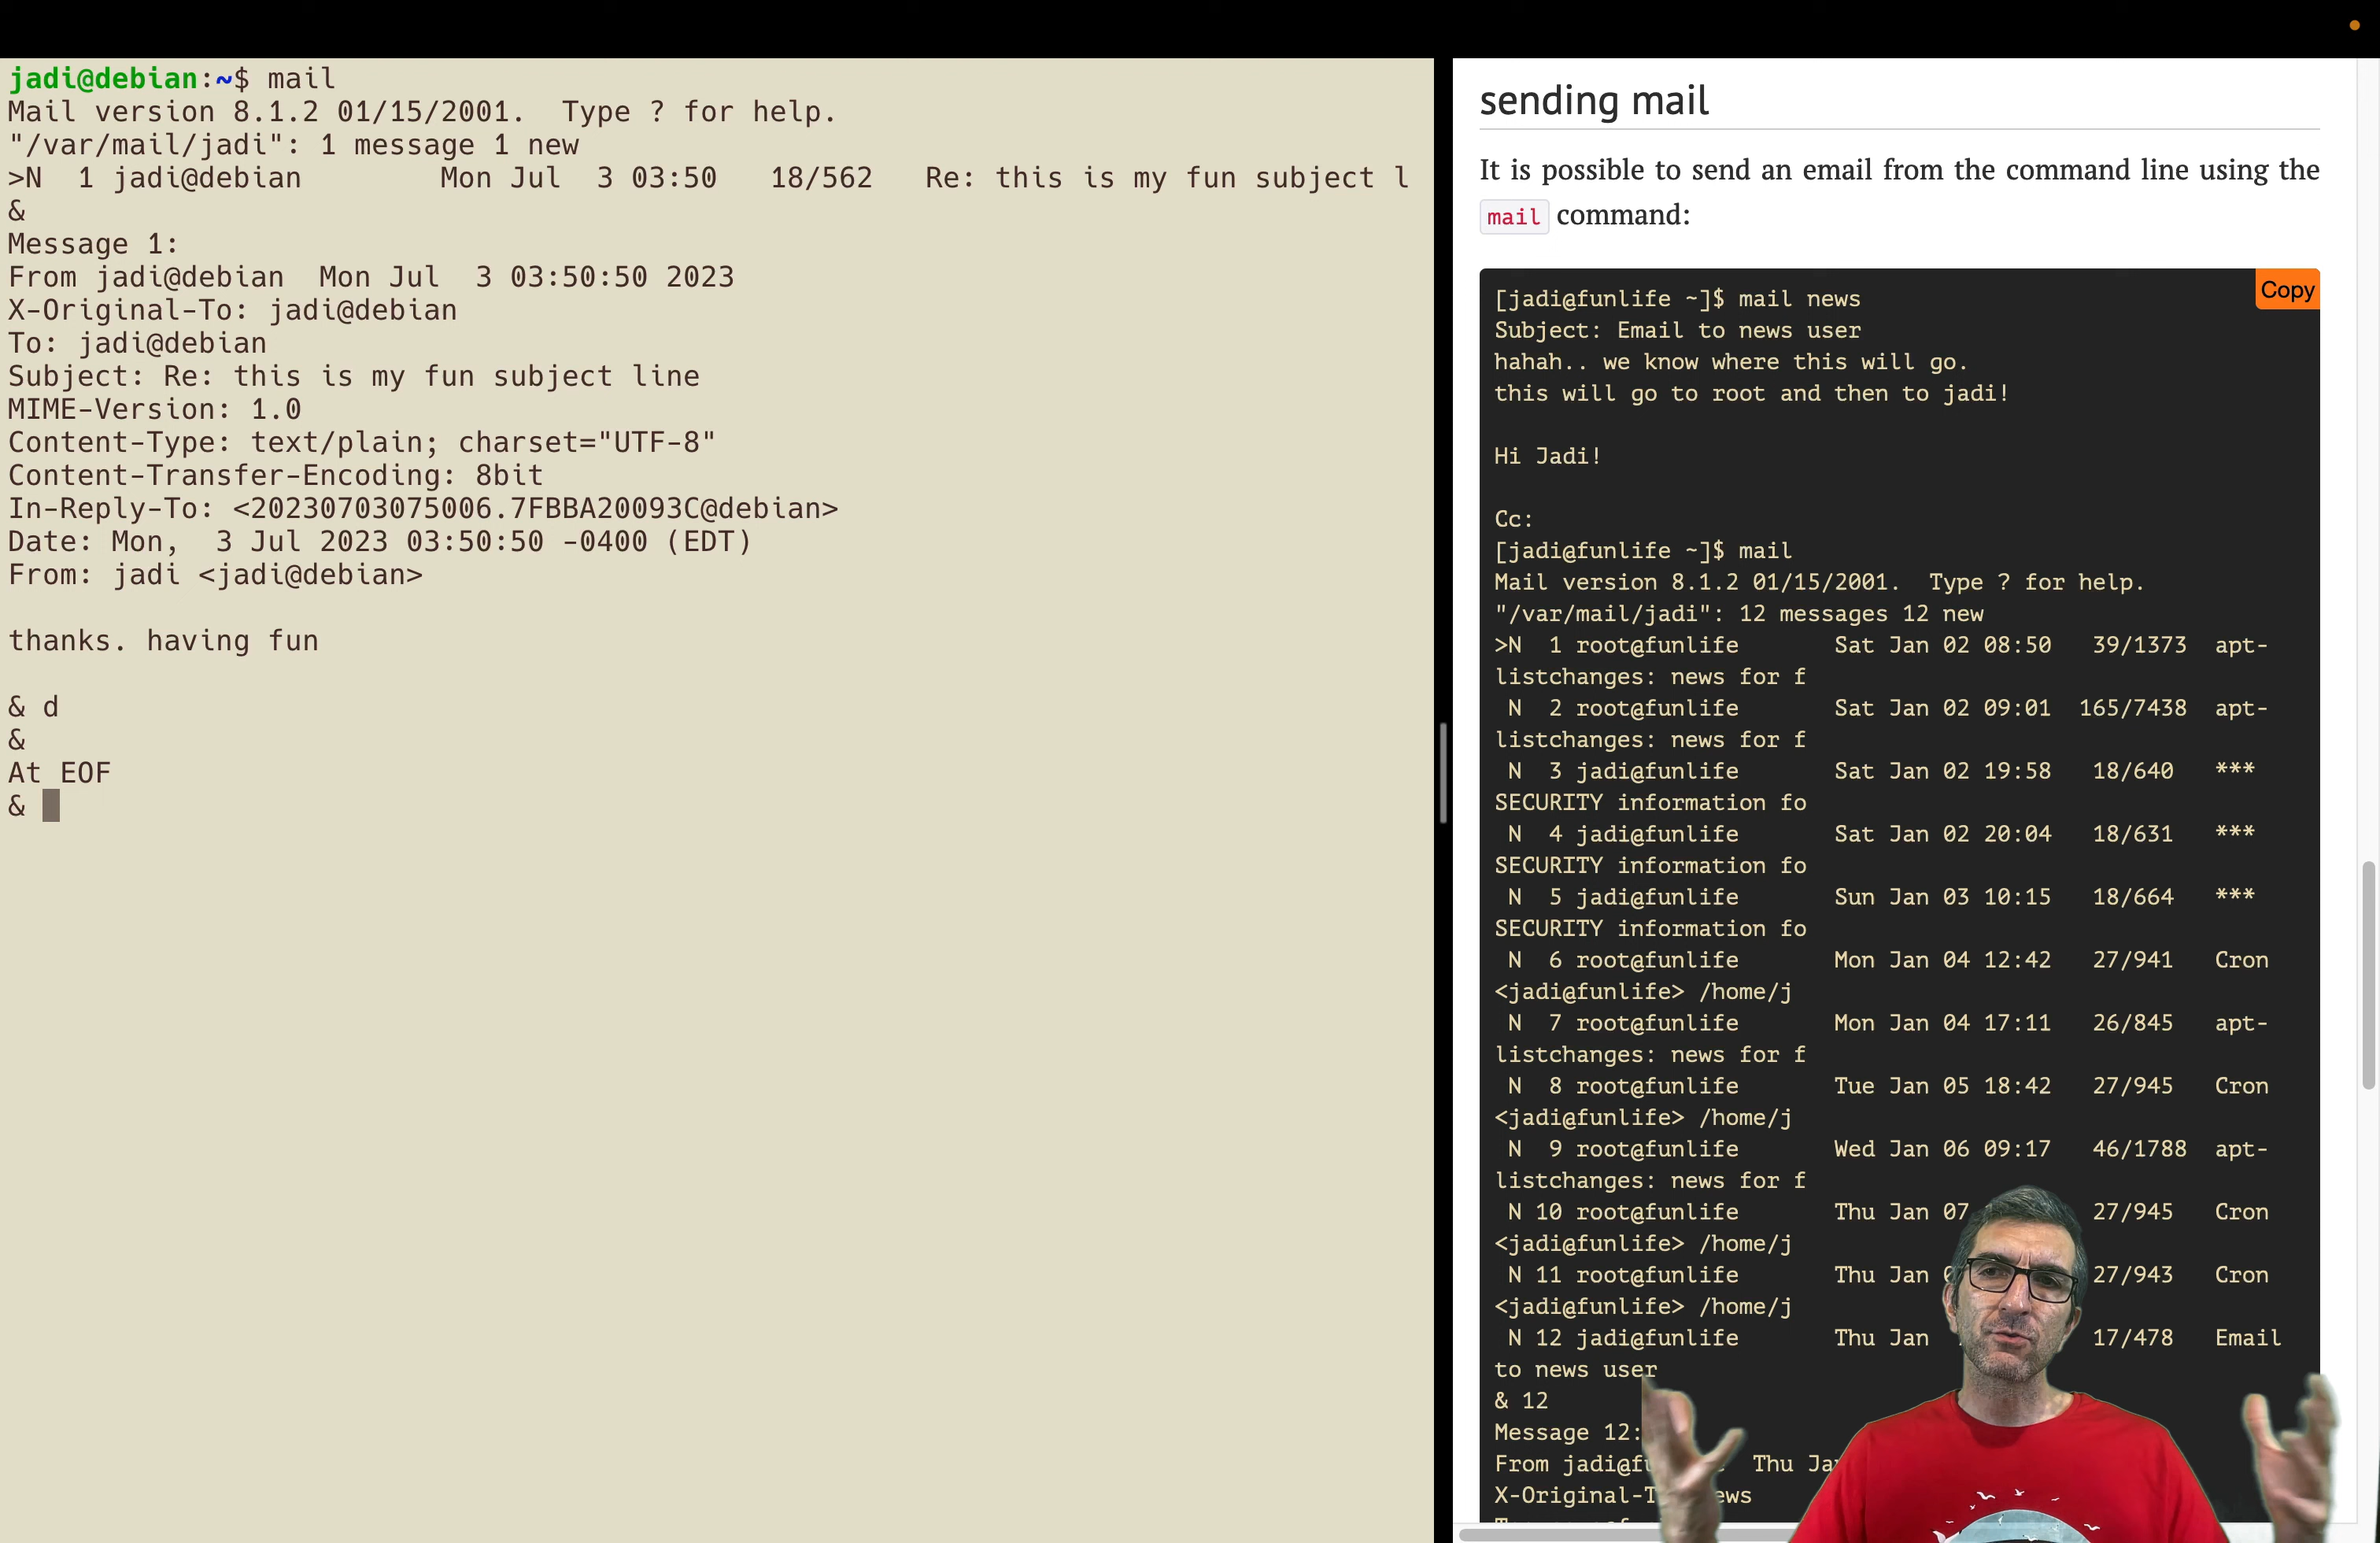 jadi@debian:~$ mail
Mail version 8.1.2 01/15/2001.  Type ? for help.
"/var/mail/jadi": 1 message 1 new
>N  1 jadi@debian        Mon Jul  3 03:50   18/562   Re: this is my fun subject l
&
Message 1:
From jadi@debian  Mon Jul  3 03:50:50 2023
X-Original-To: jadi@debian
To: jadi@debian
Subject: Re: this is my fun subject line
MIME-Version: 1.0
Content-Type: text/plain; charset="UTF-8"
Content-Transfer-Encoding: 8bit
In-Reply-To: <20230703075006.7FBBA20093C@debian>
Date: Mon,  3 Jul 2023 03:50:50 -0400 (EDT)
From: jadi <jadi@debian>
thanks. having fun
& d
&
At EOF
&
sending mail
It is possible to send an email from the command line using the
mail command:
Copy
[jadi@funlife ~]$ mail news
Subject: Email to news user
hahah.. we know where this will go.
this will go to root and then to jadi!
Hi Jadi!
Cc:
[jadi@funlife ~]$ mail
Mail version 8.1.2 01/15/2001.  Type ? for help.
"/var/mail/jadi": 12 messages 12 new
>N  1 root@funlife       Sat Jan 02 08:50   39/1373  apt-
listchanges: news for f
N  2 root@funlife       Sat Jan 02 09:01  165/7438  apt-
listchanges: news for f
N  3 jadi@funlife       Sat Jan 02 19:58   18/640   ***
SECURITY information fo
N  4 jadi@funlife       Sat Jan 02 20:04   18/631   ***
SECURITY information fo
N  5 jadi@funlife       Sun Jan 03 10:15   18/664   ***
SECURITY information fo
N  6 root@funlife       Mon Jan 04 12:42   27/941   Cron
<jadi@funlife> /home/j
N  7 root@funlife       Mon Jan 04 17:11   26/845   apt-
listchanges: news for f
N  8 root@funlife       Tue Jan 05 18:42   27/945   Cron
<jadi@funlife> /home/j
N  9 root@funlife       Wed Jan 06 09:17   46/1788  apt-
listchanges: news for f
N 10 root@funlife       Thu Jan 07   27/945   Cron
<jadi@funlife> /home/j
N 11 root@funlife       Thu Jan   27/943   Cron
<jadi@funlife> /home/j
N 12 jadi@funlife       Thu Jan   17/478   Email
to news user
& 12
Message 12:
From   Thu